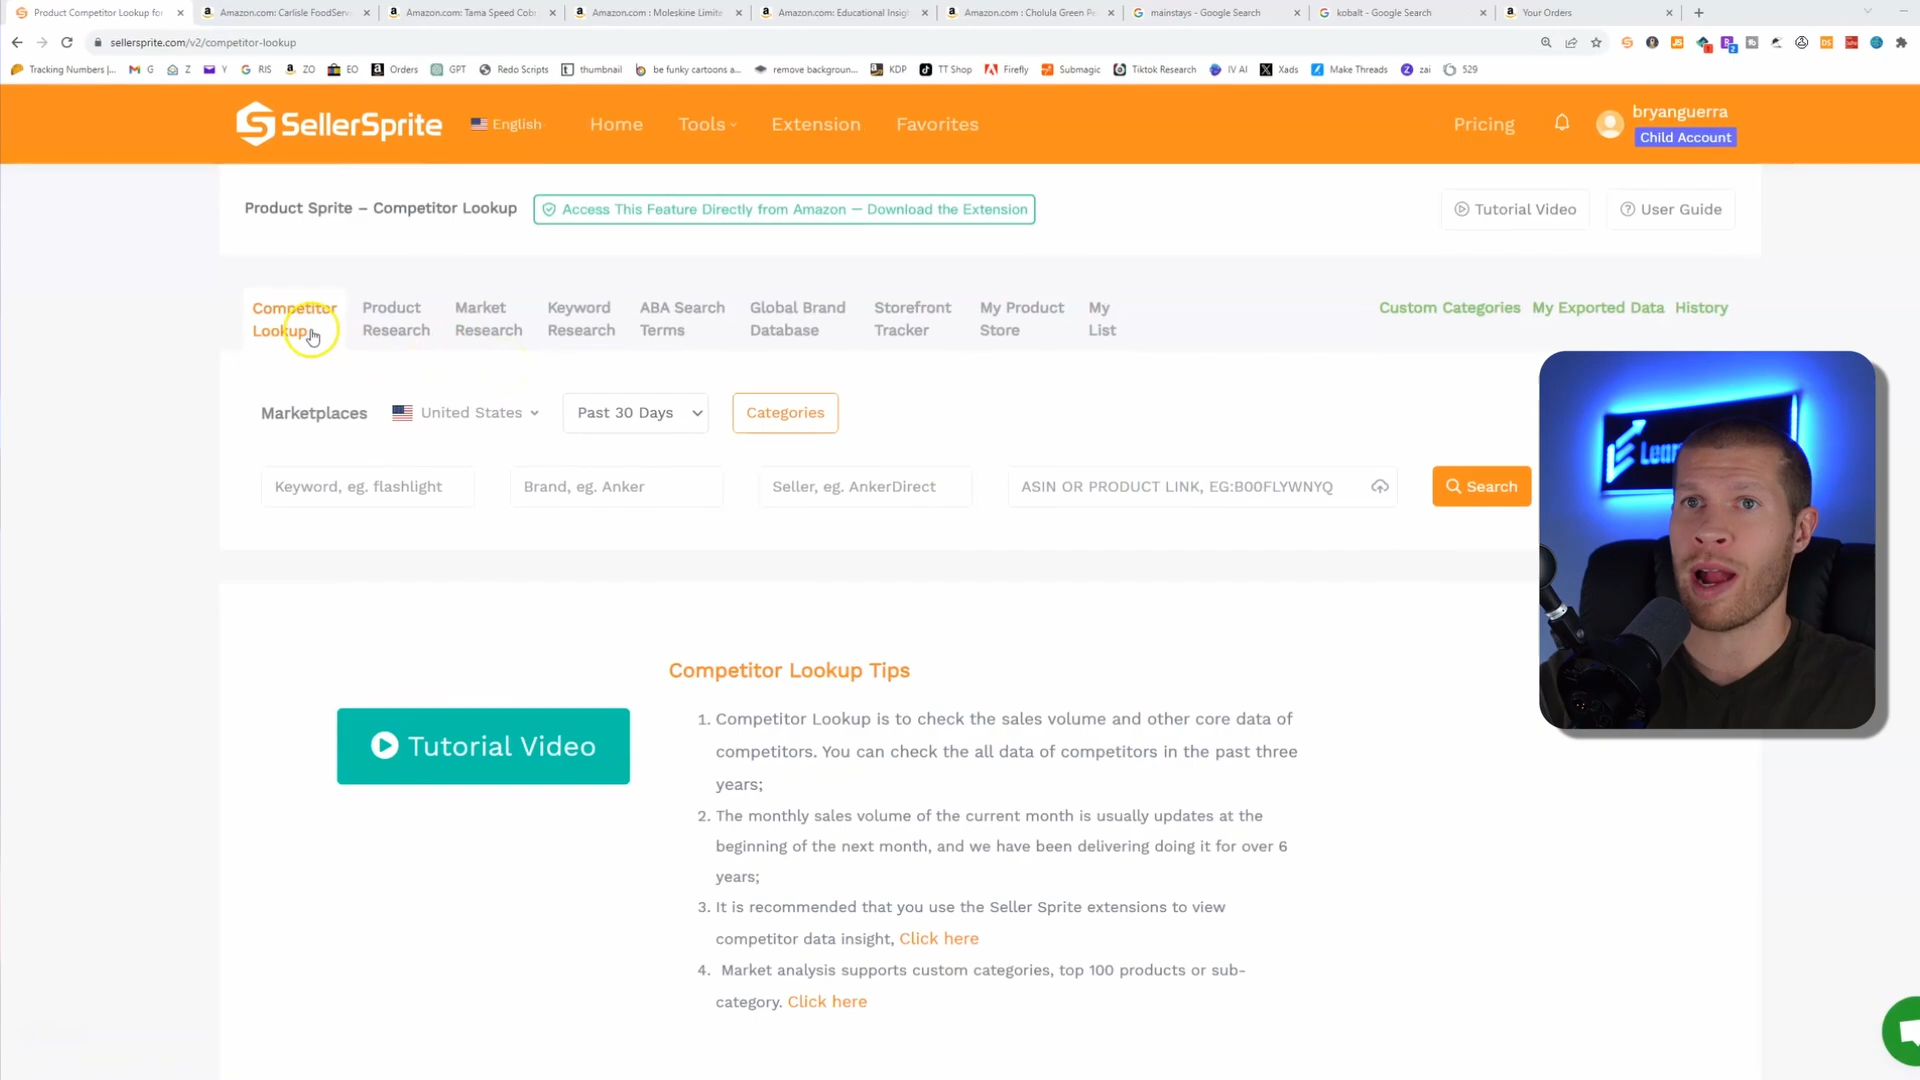 Product Competitor Lookup for
Amazon.com: Carlisle FoodServ
Amazon.com: Tama Speed Cob
Amazon.com : Moleskine Limite
Amazon.com: Educational Insig
Amazon.com : Cholula Green Pe
mainstays - Google Search
kobalt - Google Search
Your Orders
sellersprite.com/v2/competitor-lookup
Tracking Numbers |...
G
Z
Y
RIS
ZO
EO
Orders
GPT
Redo Scripts
thumbnail
be funky cartoons a...
remove backgroun...
KDP
TT Shop
Firefly
Submagic
Tiktok Research
IV AI
Xads
Make Threads
zai
529
SellerSprite
English
Home
Tools
Extension
Favorites
Pricing
bryanguerra
Child Account
Product Sprite – Competitor Lookup
Access This Feature Directly from Amazon — Download the Extension
Tutorial Video
User Guide
Competitor
Lookup
Product
Research
Market
Research
Keyword
Research
ABA Search
Terms
Global Brand
Database
Storefront
Tracker
My Product
Store
My
List
Custom Categories
My Exported Data
History
Marketplaces
United States
Past 30 Days
Categories
Keyword, eg. flashlight
Brand, eg. Anker
Seller, eg. AnkerDirect
ASIN OR PRODUCT LINK, EG:B00FLYWNYQ
Search
Lear
Competitor Lookup Tips
Tutorial Video
1. Competitor Lookup is to check the sales volume and other core data of
competitors. You can check the all data of competitors in the past three
years;
2. The monthly sales volume of the current month is usually updates at the
beginning of the next month, and we have been delivering doing it for over 6
years;
3. It is recommended that you use the Seller Sprite extensions to view
competitor data insight, Click here
4. Market analysis supports custom categories, top 100 products or sub-
category. Click here